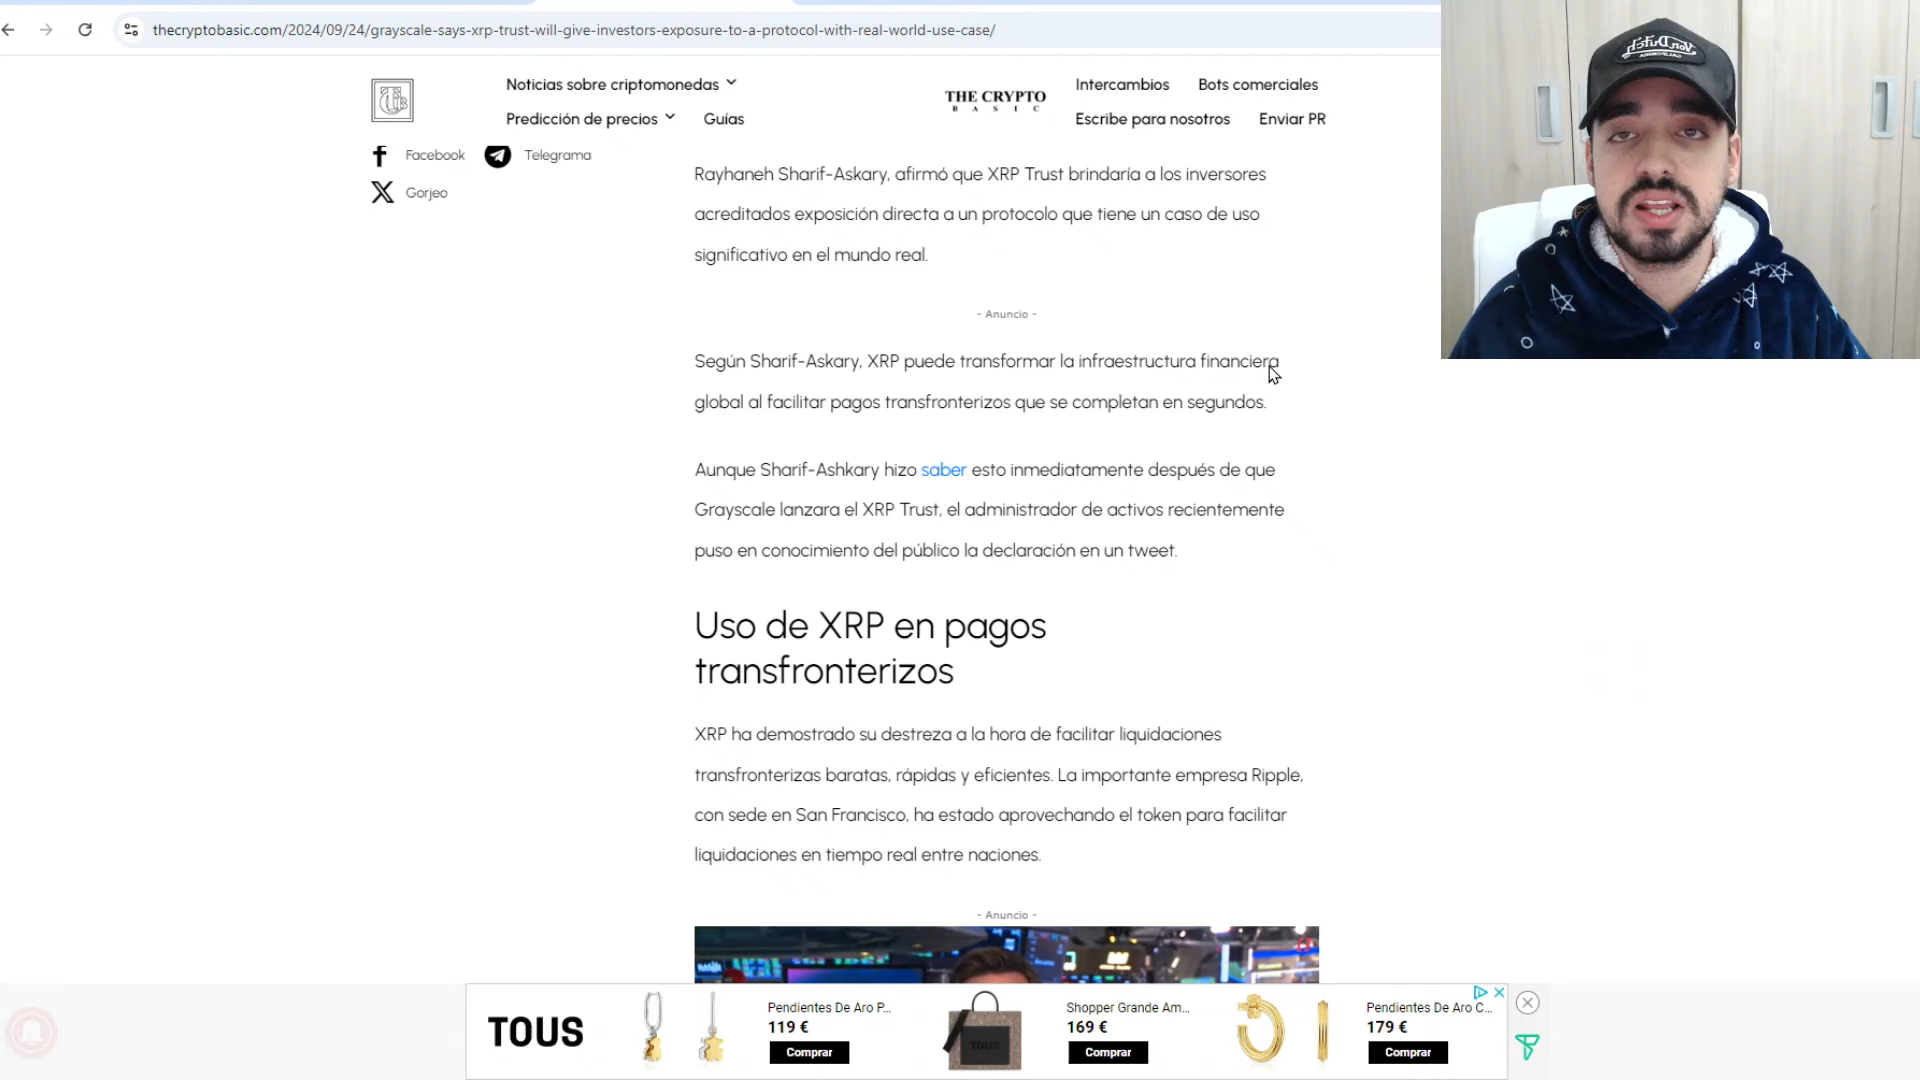 thecryptobasic.com/2024/09/24/grayscale-says-xrp-trust-will-give-investors-exposure-to-a-protocol-with-real-world-use-case/
Noticias sobre criptomonedas
Predicción de precios
Guías
THE CRYPTO
BASIC
Intercambios
Bots comerciales
Escribe para nosotros
Enviar PR
Facebook
Telegrama
Gorjeo
Rayhaneh Sharif-Askary, afirmó que XRP Trust brindaría a los inversores
acreditados exposición directa a un protocolo que tiene un caso de uso
significativo en el mundo real.
- Anuncio -
Según Sharif-Askary, XRP puede transformar la infraestructura financiera
global al facilitar pagos transfronterizos que se completan en segundos.
Aunque Sharif-Ashkary hizo saber esto inmediatamente después de que
Grayscale lanzara el XRP Trust, el administrador de activos recientemente
puso en conocimiento del público la declaración en un tweet.
Uso de XRP en pagos
transfronterizos
XRP ha demostrado su destreza a la hora de facilitar liquidaciones
transfronterizas baratas, rápidas y eficientes. La importante empresa Ripple,
con sede en San Francisco, ha estado aprovechando el token para facilitar
liquidaciones en tiempo real entre naciones.
- Anuncio -
TOUS
Pendientes De Aro P...
119 €
Comprar
TOUS
Shopper Grande Am...
169 €
Comprar
Pendientes De Aro C...
179 €
Comprar